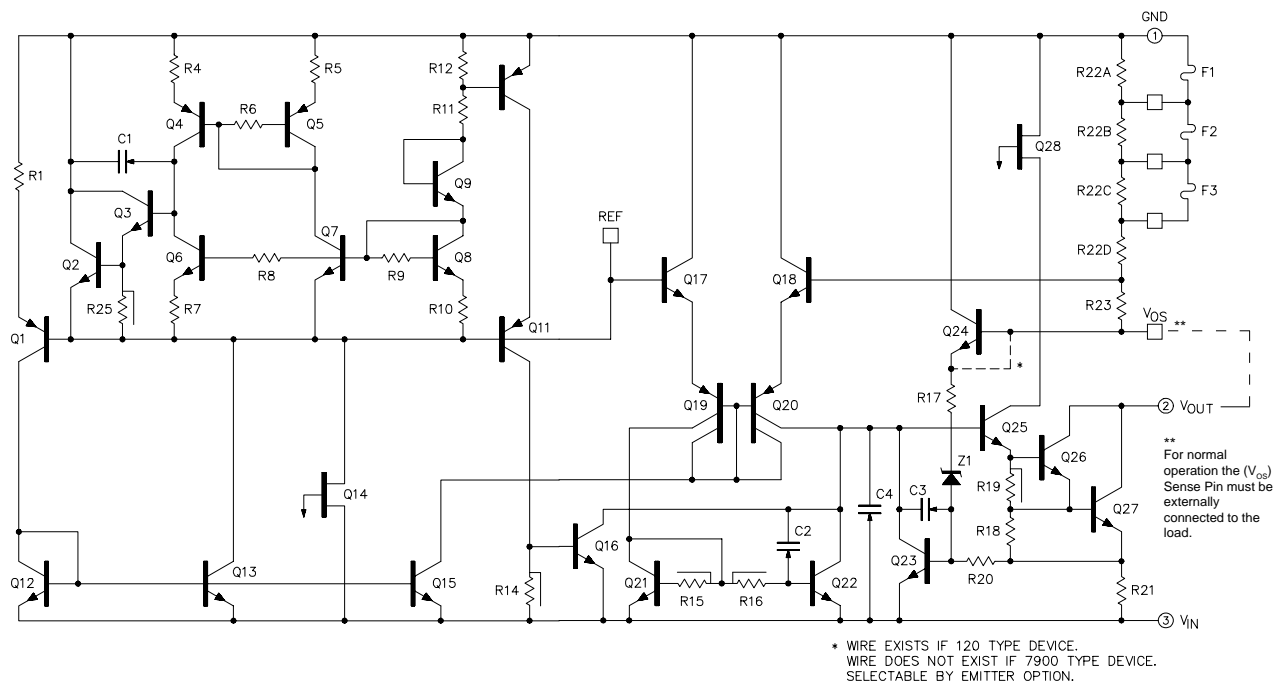 GND
1
R4
R5
R12
R22A
F1
R6
R11
Q4
Q5
C1
R22B
F2
Q28
R1
Q9
R22C
F3
Q3
REF
Q7
Q2
Q6
R8
R9
Q8
Q17
Q18
R22D
R25
R7
R10
R23
Q1
Q11
Q24
VOS
**
*
R17
Q19
Q20
2 VOUT
Q25
Q26
**
For normal
operation the (Vos)
Sense Pin must be
externally
connected to the
load.
Z1
Q14
R19
C4
C3
Q27
Q16
C2
R18
Q23
Q12
Q13
Q15
R14
Q21
R15
R16
Q22
R20
R21
3 VIN
* WIRE EXISTS IF 120 TYPE DEVICE.
WIRE DOES NOT EXIST IF 7900 TYPE DEVICE.
SELECTABLE BY EMITTER OPTION.